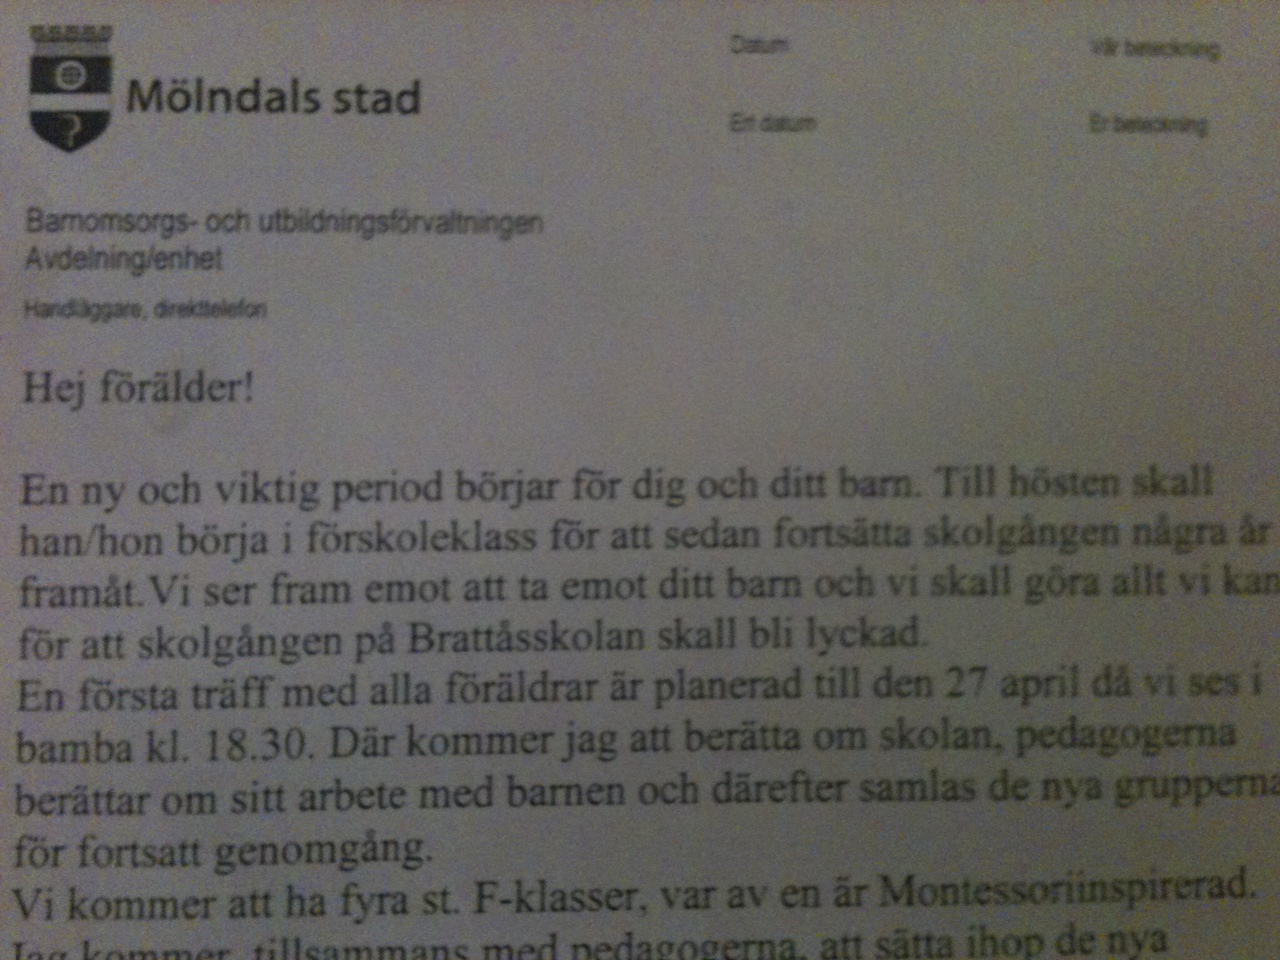 Mölndals stad
Datum
Vår beteckning
Ert datum
Er beteckning
Barnomsorgs- och utbildningsförvaltningen
Avdelning/enhet
Handläggare, direkttelefon
Hej förälder!
En ny och viktig period börjar för dig och ditt barn. Till hösten skall
han/hon börja i förskoleklass för att sedan fortsätta skolgången några år
framåt. Vi ser fram emot att ta emot ditt barn och vi skall göra allt vi kan
för att skolgången på Brattåsskolan skall bli lyckad.
En första träff med alla föräldrar är planerad till den 27 april då vi ses i
bamba kl. 18.30. Där kommer jag att berätta om skolan, pedagogerna
berättar om sitt arbete med barnen och därefter samlas de nya grupperna
för fortsatt genomgång.
Vi kommer att ha fyra st. F-klasser, var av en är Montessoriinspirerad.
Jag kommer, tillsammans med pedagogerna, att sätta ihop de nya